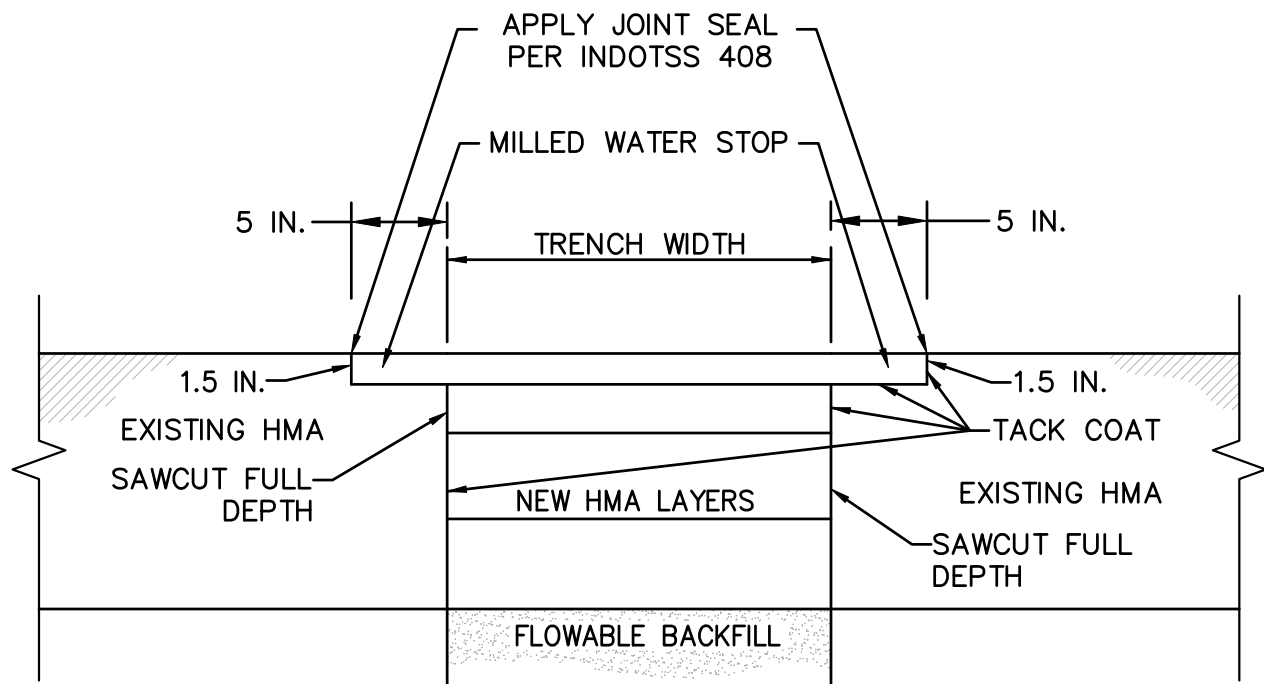 APPLY JOINT SEAL
PER INDOTSS 408
MILLED WATER STOP
5 IN.
5 IN.
TRENCH WIDTH
1.5 IN.
1.5 IN.
EXISTING HMA
TACK COAT
SAWCUT FULL
DEPTH
NEW HMA LAYERS
EXISTING HMA
SAWCUT FULL
DEPTH
FLOWABLE BACKFILL